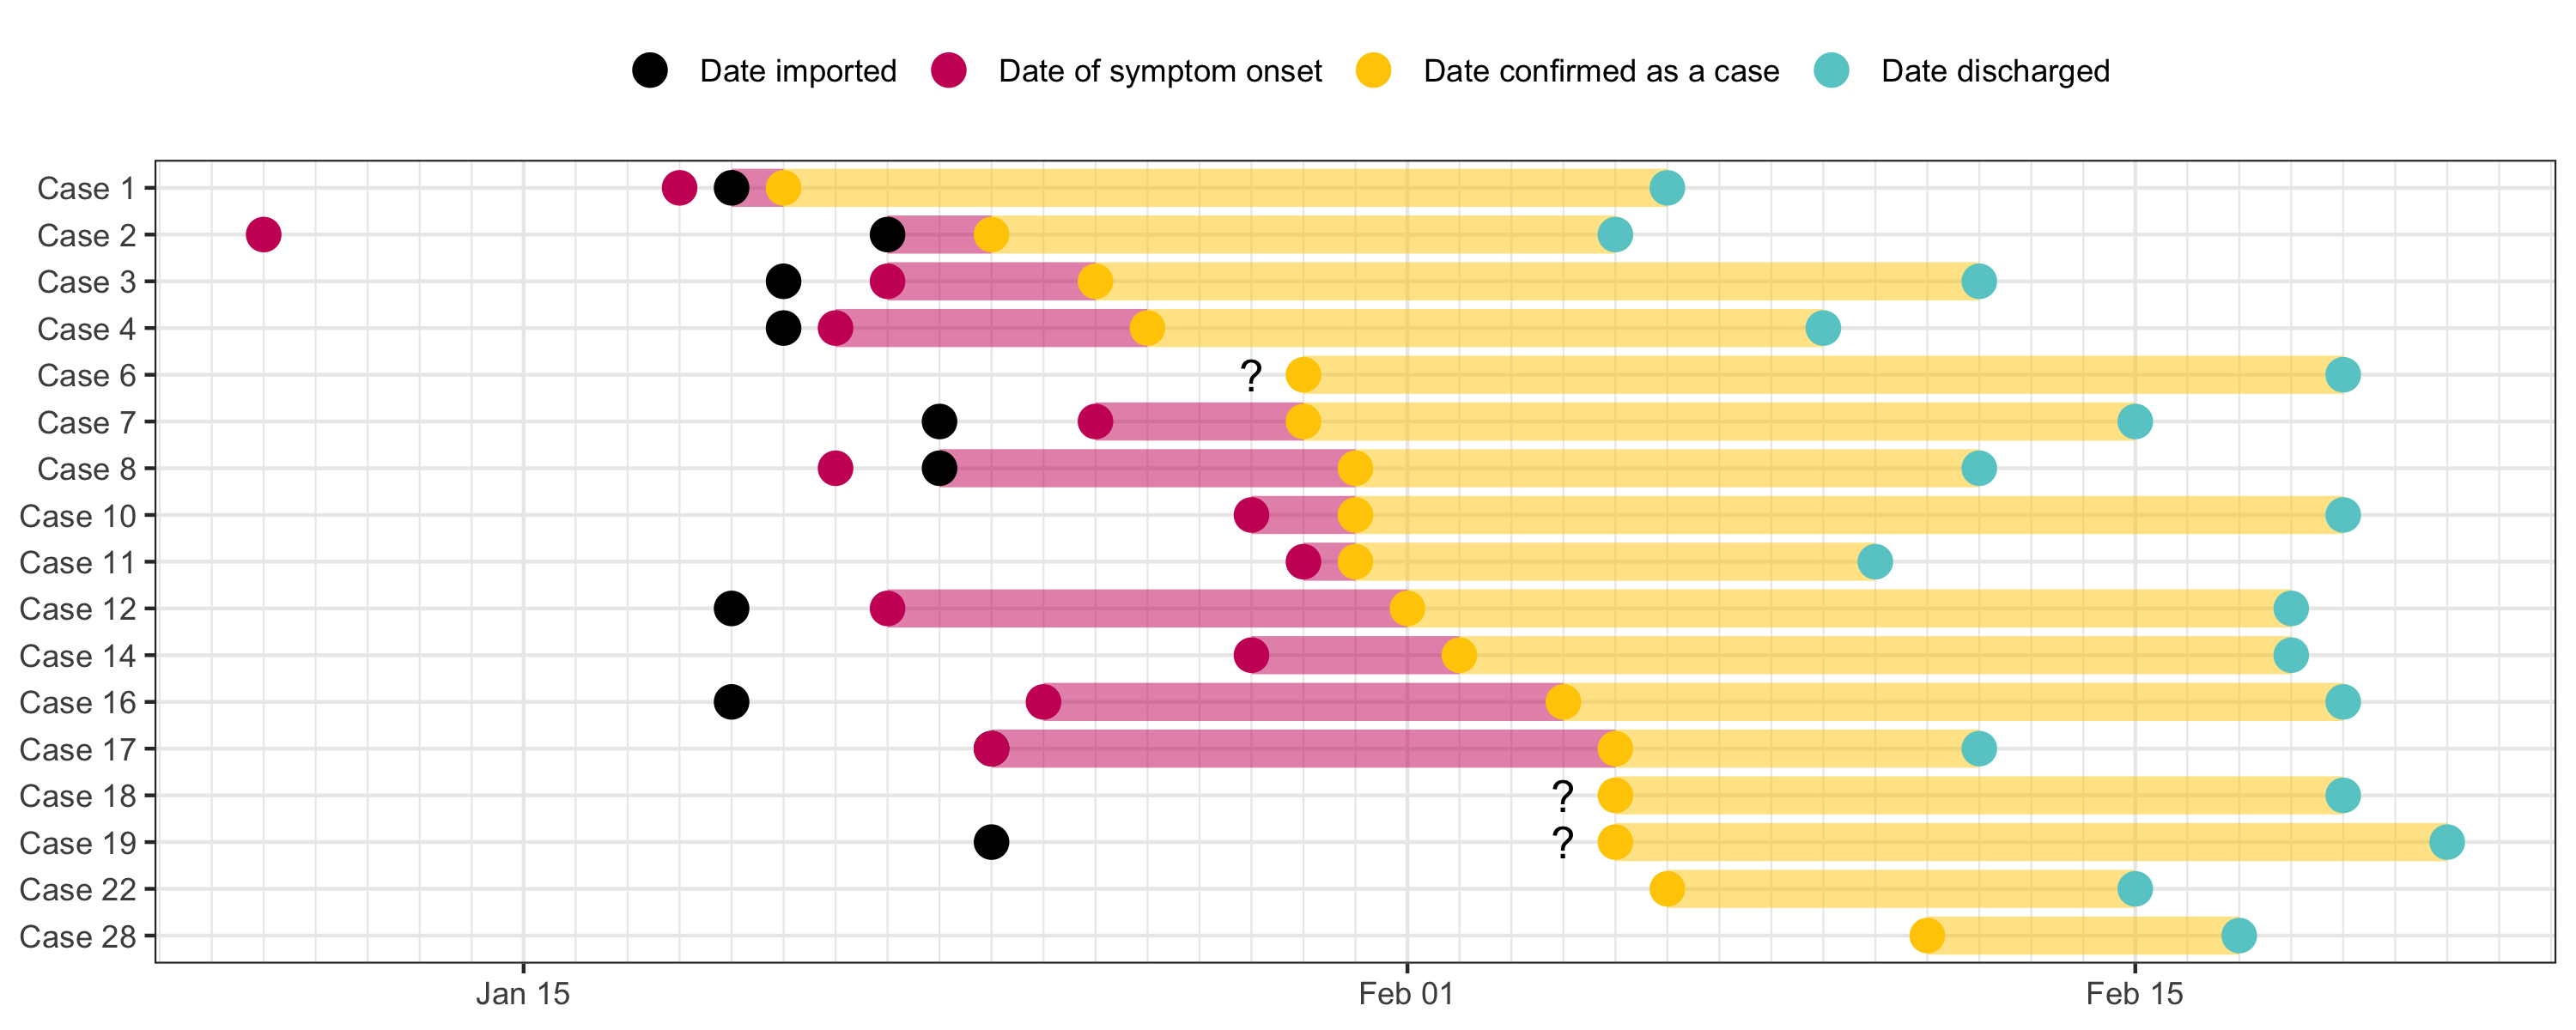 Date imported Date of symptom onset Date confirmed as a case Date discharged
Case 1
Case 2
Case 3
Case 4
Case 6 ?
Case 7
Case 8
Case 10
Case 11
Case 12
Case 14
Case 16
Case 17
Case 18 ?
Case 19 ?
Case 22
Case 28
Jan 15 Feb 01 Feb 15